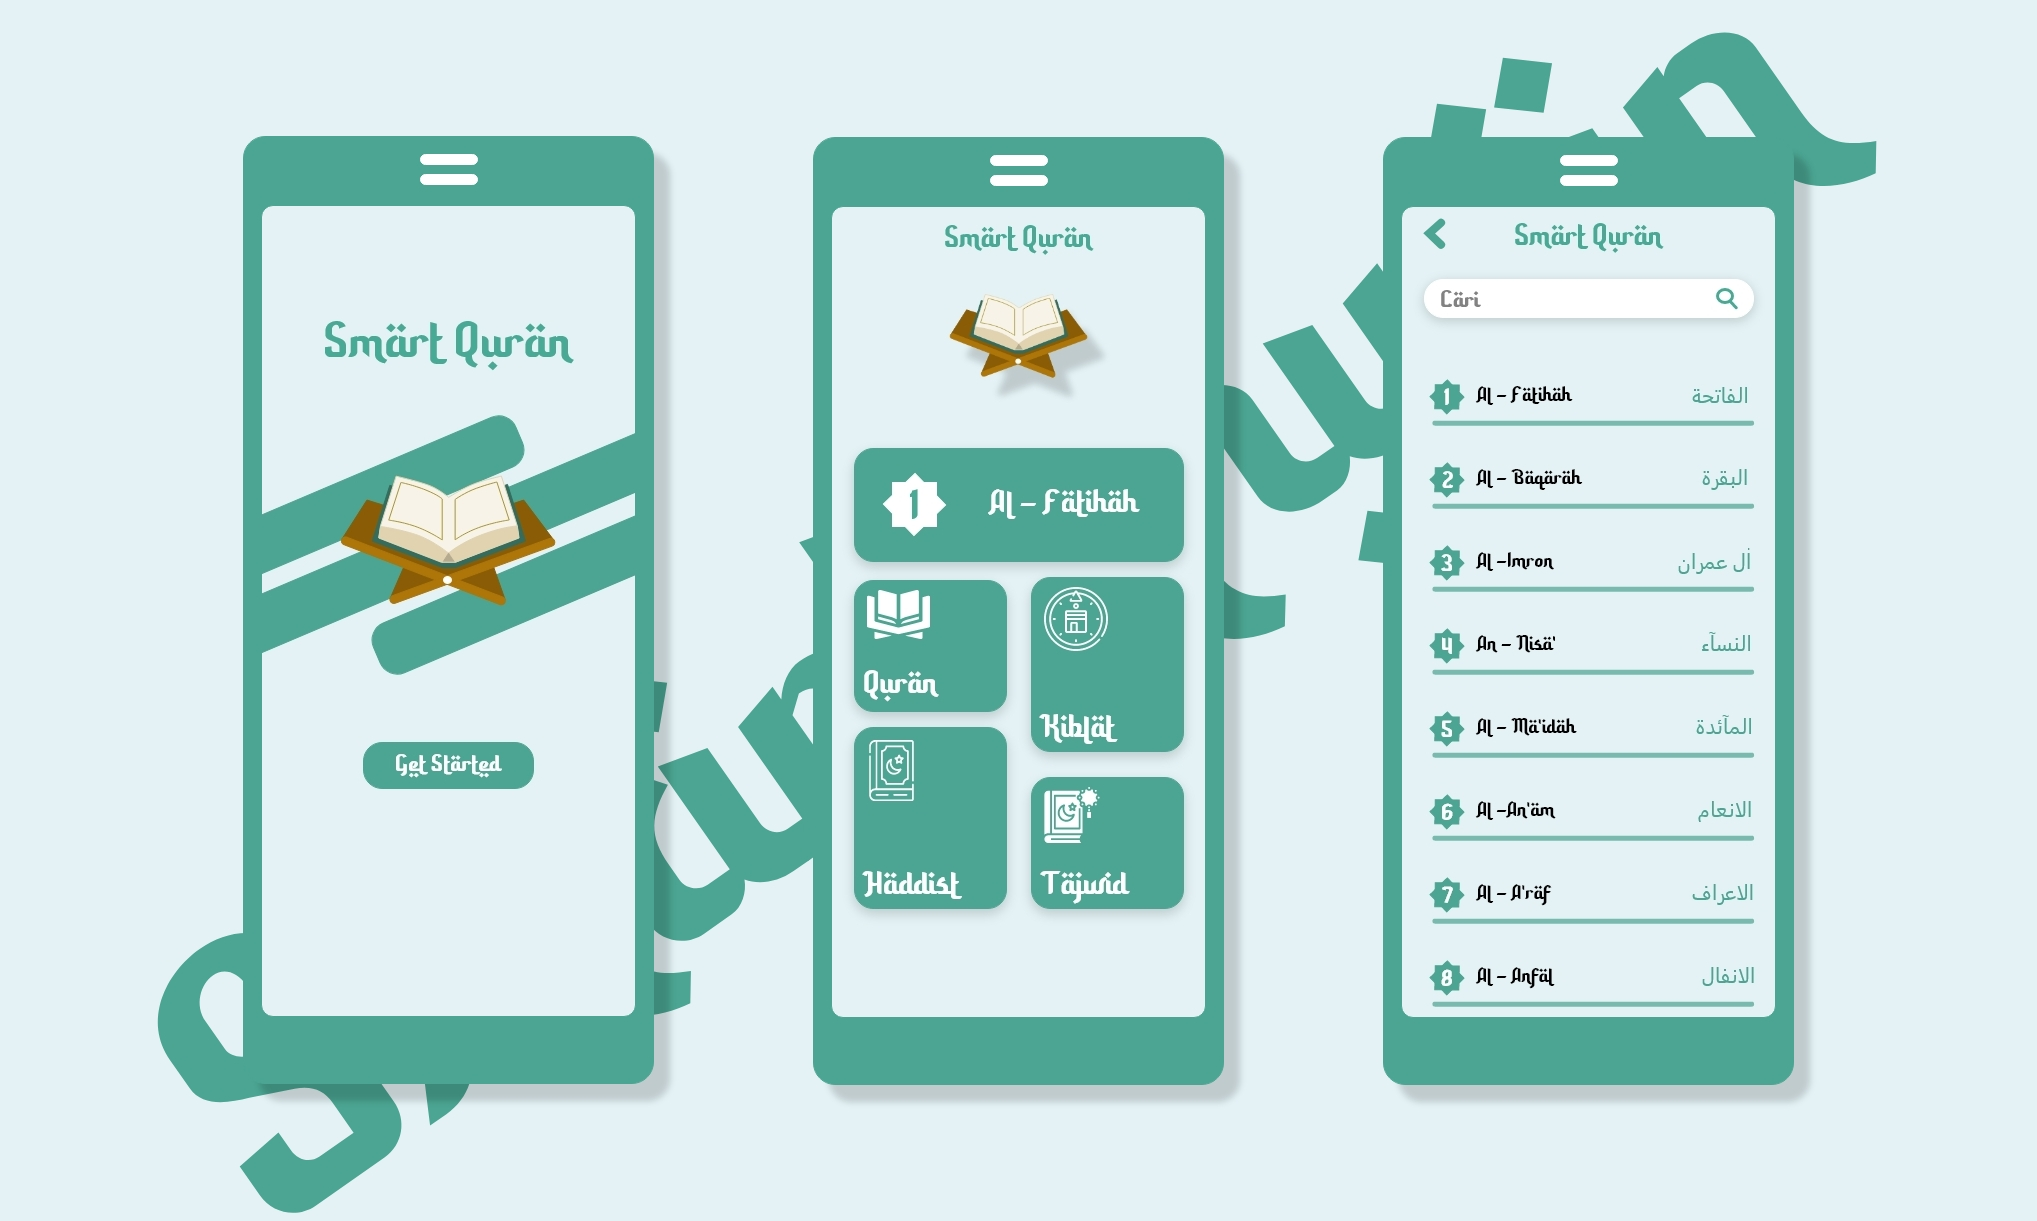 Smärt Qurän
Smärt Qurän
Get Stärted
Smärt Qurän
1 Al – Fätihäh
Qurän
Kiblät
Häddist
Täjwid
Smärt Qurän
Cäri
1 Al – Fätihäh الفاتحة
2 Al – Bäqäräh البقرة
3 Al –Imron أل عمران
4 An – Nisä' النسآء
5 Al – Mä'idäh المآئدة
6 Al –An'äm الانعام
7 Al – A'räf الاعراف
8 Al – Anfäl الانفال